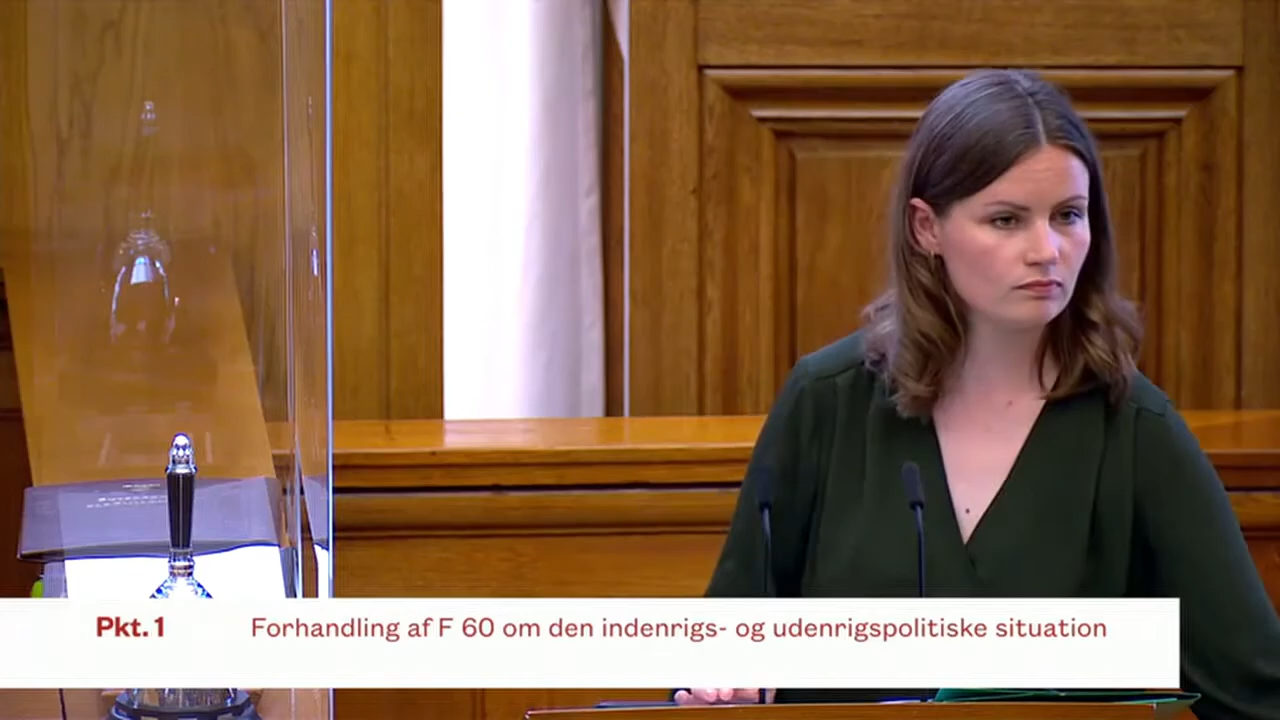 Pkt. 1 Forhandling af F 60 om den indenrigs- og udenrigspolitiske situation